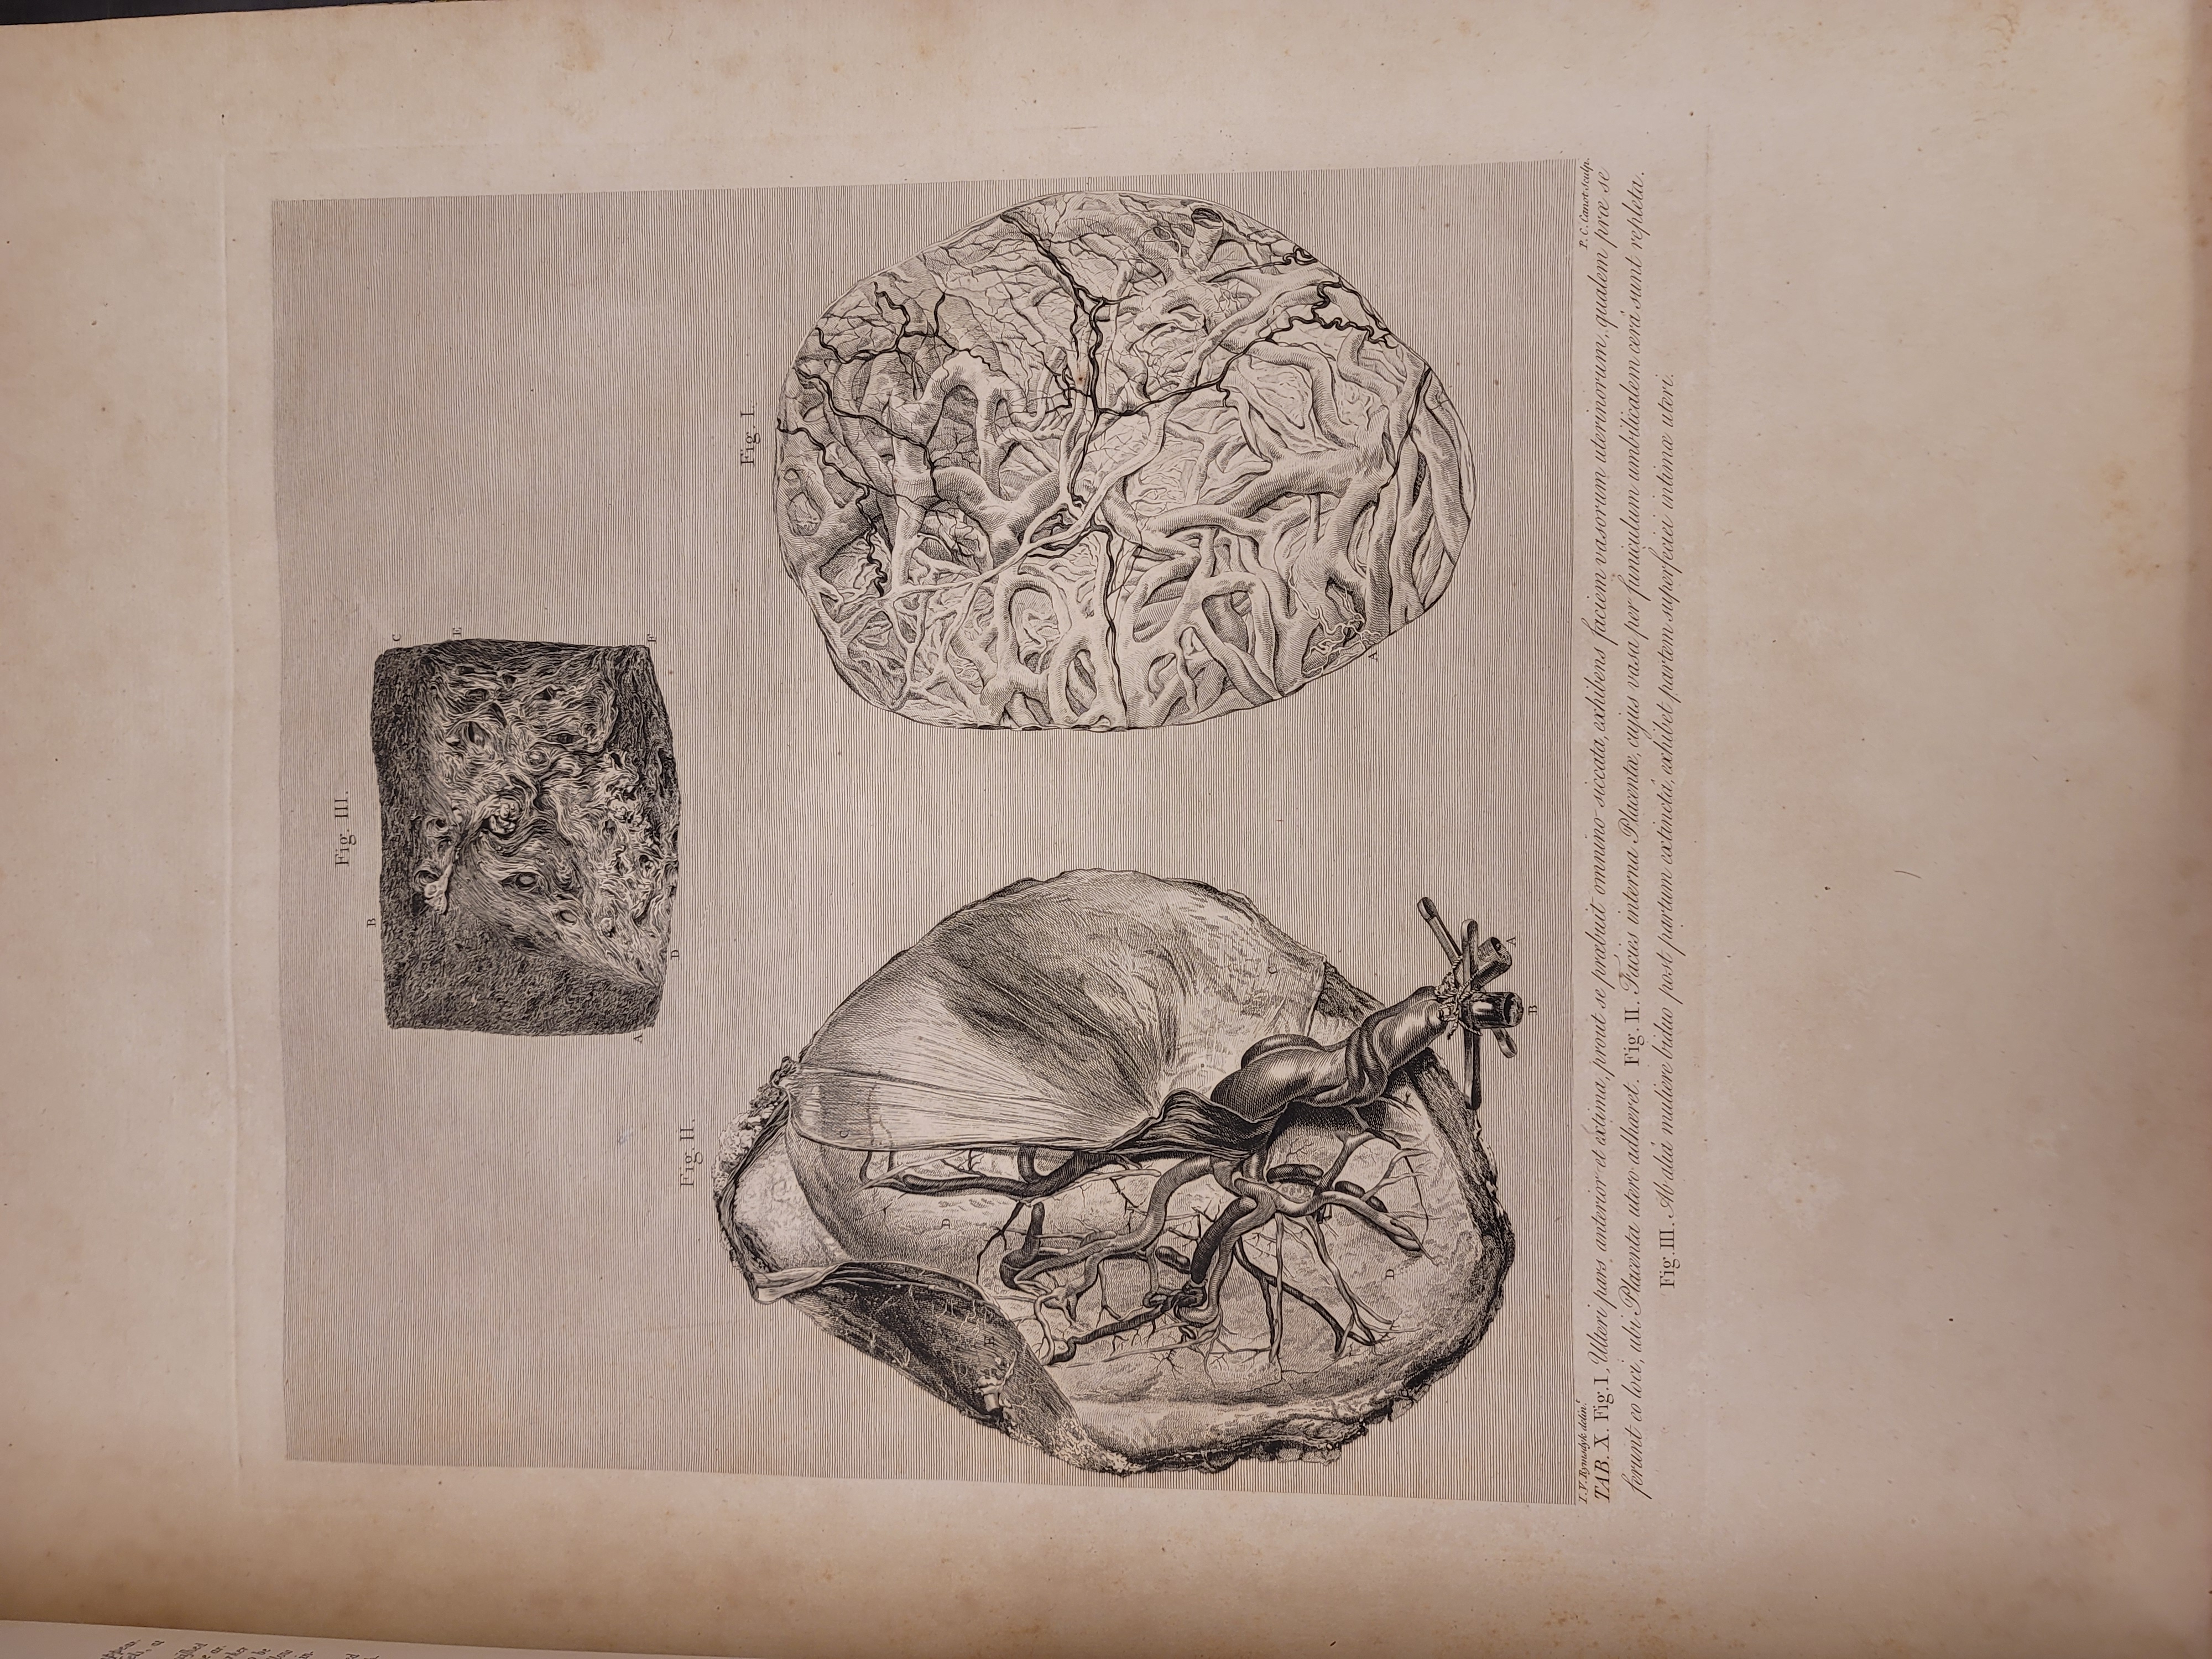 Fig. III.
B
C
E
A
F
D
Fig. II.
Fig. I.
C
D
E
D
A
A
B
I. V. Rymsdyk delin.t
P. C. Canot sculp.
TAB. X. Fig. I. Uteri pars anterior et extima, prout se præbuit omnino siccata, exhibens faciem vasorum uterinorum, qualem præ se
ferunt eo loci, ubi Placenta utero adhæret. Fig. II. Facies interna Placentæ, cujus vasa per funiculum umbilicalem cerâ sunt repleta.
Fig. III. Ab aliâ muliere biduo post partum extinctâ, exhibet partem superfeciei intimæ uteri.